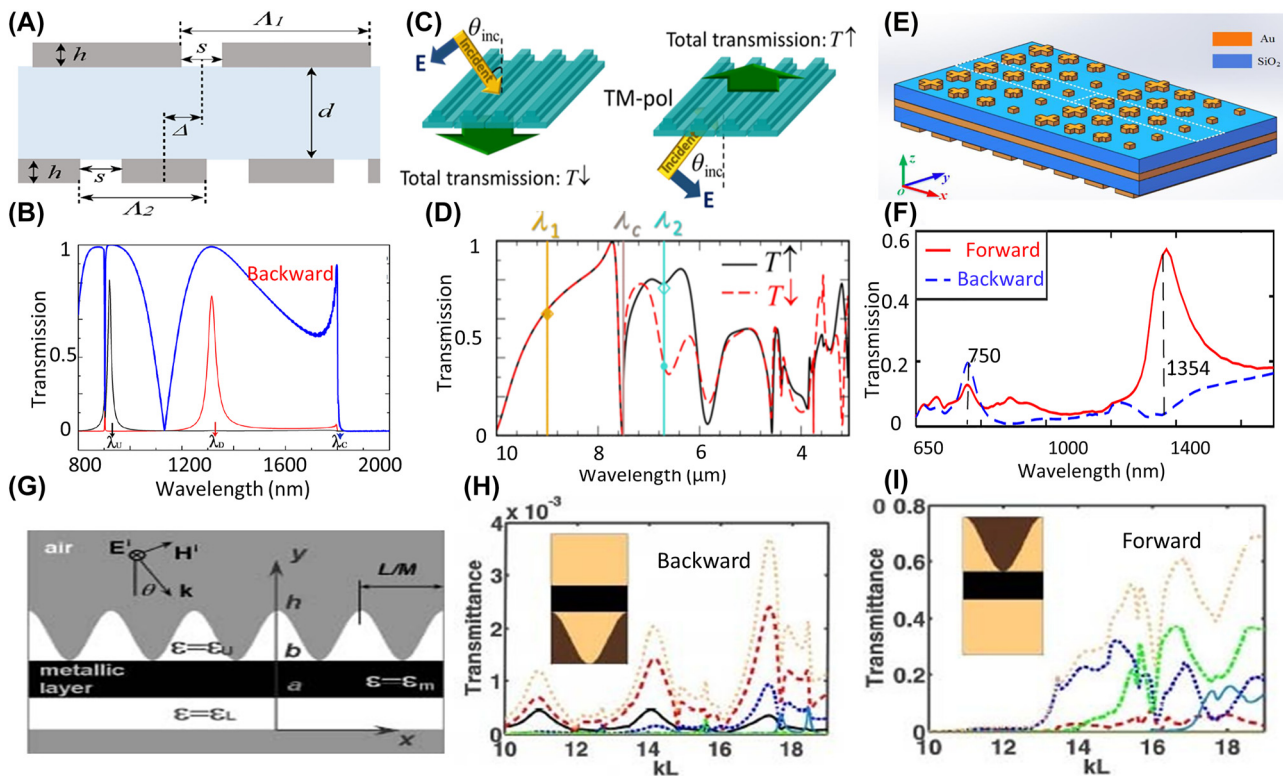 (A)
Λ1
h
s
d
Δ
h
s
Λ2
(B)
1
0.5
0
Transmission
Backward
λU
λD
λC
800
1200
1600
2000
Wavelength (nm)
(C)
θinc
Incident
E
Total transmission: T↓
Total transmission: T↑
TM-pol
Incident
θinc
E
(D)
λ1
λc
λ2
1
0.5
0
Transmission
T↑
T↓
10
8
6
4
Wavelength (μm)
(E)
Au
SiO2
z
y
o
x
(F)
0.6
0.4
0.2
0
Transmission
Forward
Backward
750
1354
650
1000
1400
Wavelength (nm)
(G)
air
Ei
Hi
θ
k
y
L/M
h
ε=εU
b
metallic
layer
a
ε=εm
ε=εL
x
(H)
x 10-3
4
3
2
1
0
Transmittance
Backward
10
12
14
16
18
kL
(I)
0
0.8
0.6
0.4
0.2
0
Transmittance
Forward
10
12
14
16
18
kL